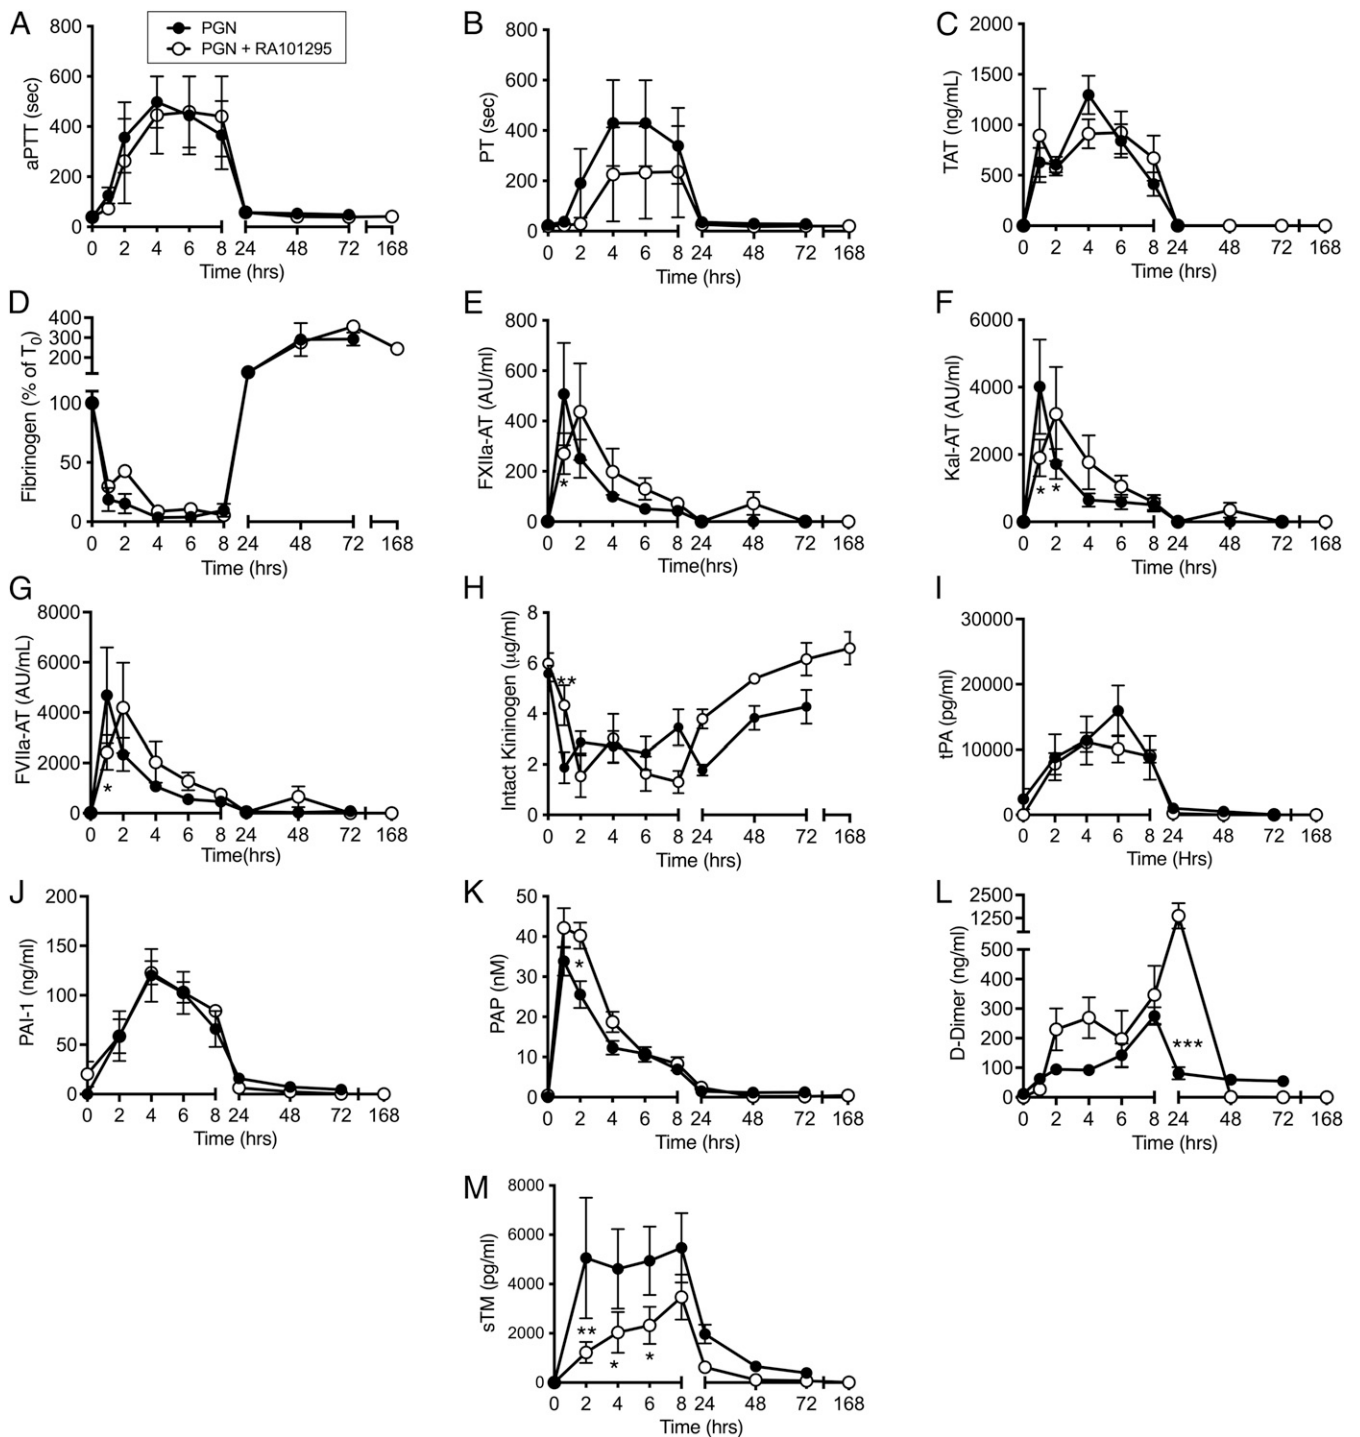 A
PGN
PGN + RA101295
aPTT (sec)
800
600
400
200
0
0 2 4 6 8 24 48 72 168
Time (hrs)
B
PT (sec)
800
600
400
200
0
0 2 4 6 8 24 48 72 168
Time (hrs)
C
TAT (ng/mL)
2000
1500
1000
500
0
0 2 4 6 8 24 48 72 168
Time (hrs)
D
Fibrinogen (% of T0)
400
300
200
100
50
0
0 2 4 6 8 24 48 72 168
Time (hrs)
E
FXIIa-AT (AU/ml)
800
600
400
200
0
*
0 2 4 6 8 24 48 72 168
Time(hrs)
F
Kal-AT (AU/ml)
6000
4000
2000
0
* *
0 2 4 6 8 24 48 72 168
Time (hrs)
G
FVIIa-AT (AU/mL)
8000
6000
4000
2000
0
*
0 2 4 6 8 24 48 72 168
Time(hrs)
H
Intact Kininogen (µg/ml)
8
6
4
2
0
**
0 2 4 6 8 24 48 72 168
Time (hrs)
I
tPA (pg/ml)
30000
20000
10000
0
0 2 4 6 8 24 48 72 168
Time (Hrs)
J
PAI-1 (ng/ml)
200
150
100
50
0
0 2 4 6 8 24 48 72 168
Time (hrs)
K
PAP (nM)
50
40
30
20
10
0
*
0 2 4 6 8 24 48 72 168
Time (hrs)
L
D-Dimer (ng/ml)
2500
1250
500
400
300
200
100
0
***
0 2 4 6 8 24 48 72 168
Time (hrs)
M
sTM (pg/ml)
8000
6000
4000
2000
0
**
*
*
0 2 4 6 8 24 48 72 168
Time (hrs)